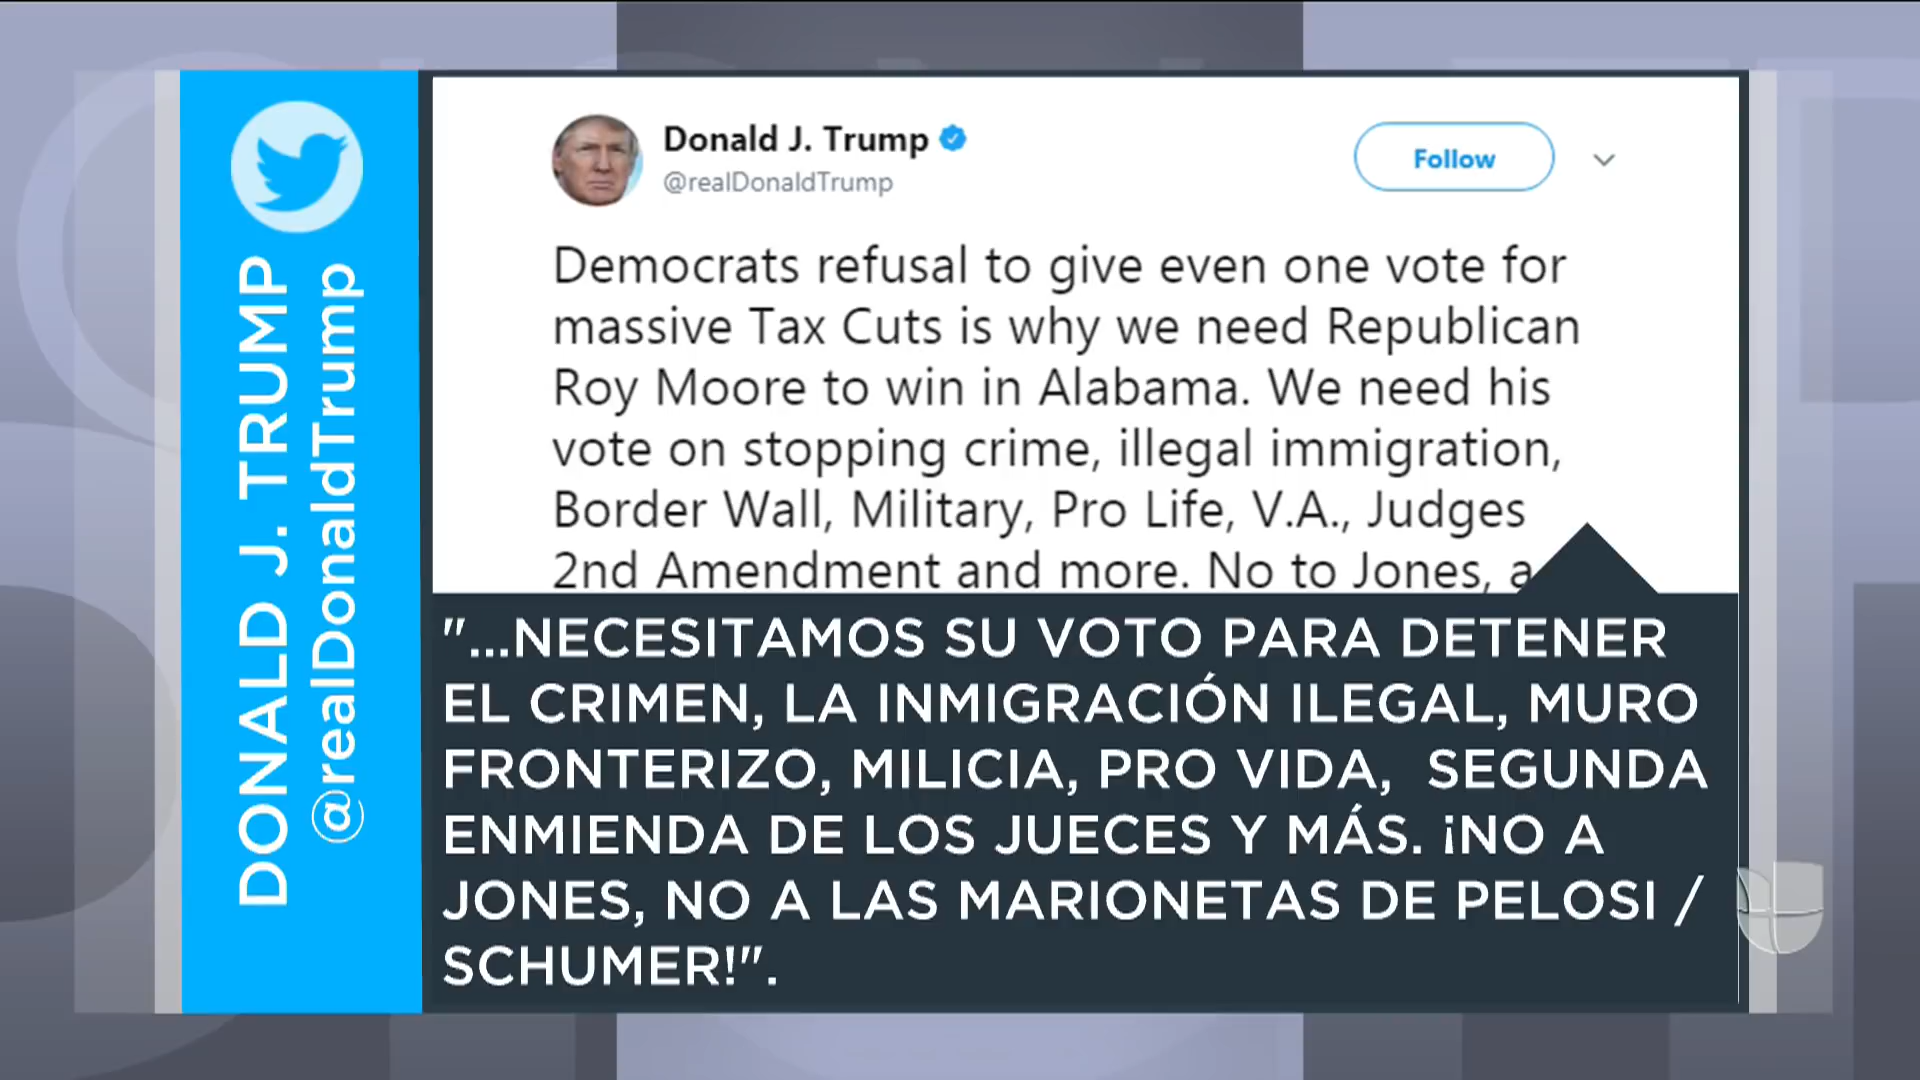 DONALD J. TRUMP
@realDonaldTrump
Donald J. Trump
@realDonaldTrump
Follow
Democrats refusal to give even one vote for
massive Tax Cuts is why we need Republican
Roy Moore to win in Alabama. We need his
vote on stopping crime, illegal immigration,
Border Wall, Military, Pro Life, V.A., Judges
2nd Amendment and more. No to Jones, a
"...NECESITAMOS SU VOTO PARA DETENER
EL CRIMEN, LA INMIGRACIÓN ILEGAL, MURO
FRONTERIZO, MILICIA, PRO VIDA, SEGUNDA
ENMIENDA DE LOS JUECES Y MÁS. ¡NO A
JONES, NO A LAS MARIONETAS DE PELOSI /
SCHUMER!".